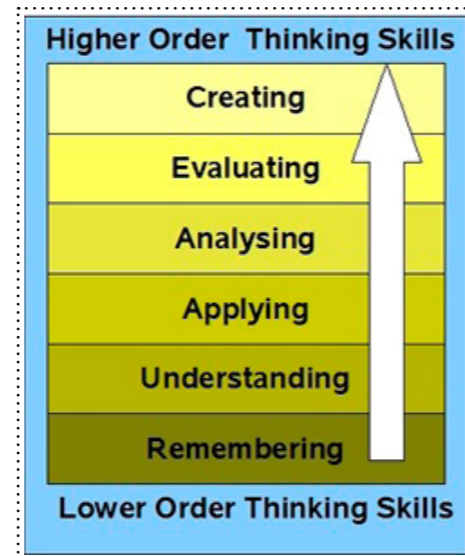 Higher Order Thinking Skills
Creating
Evaluating
Analysing
Applying
Understanding
Remembering
Lower Order Thinking Skills